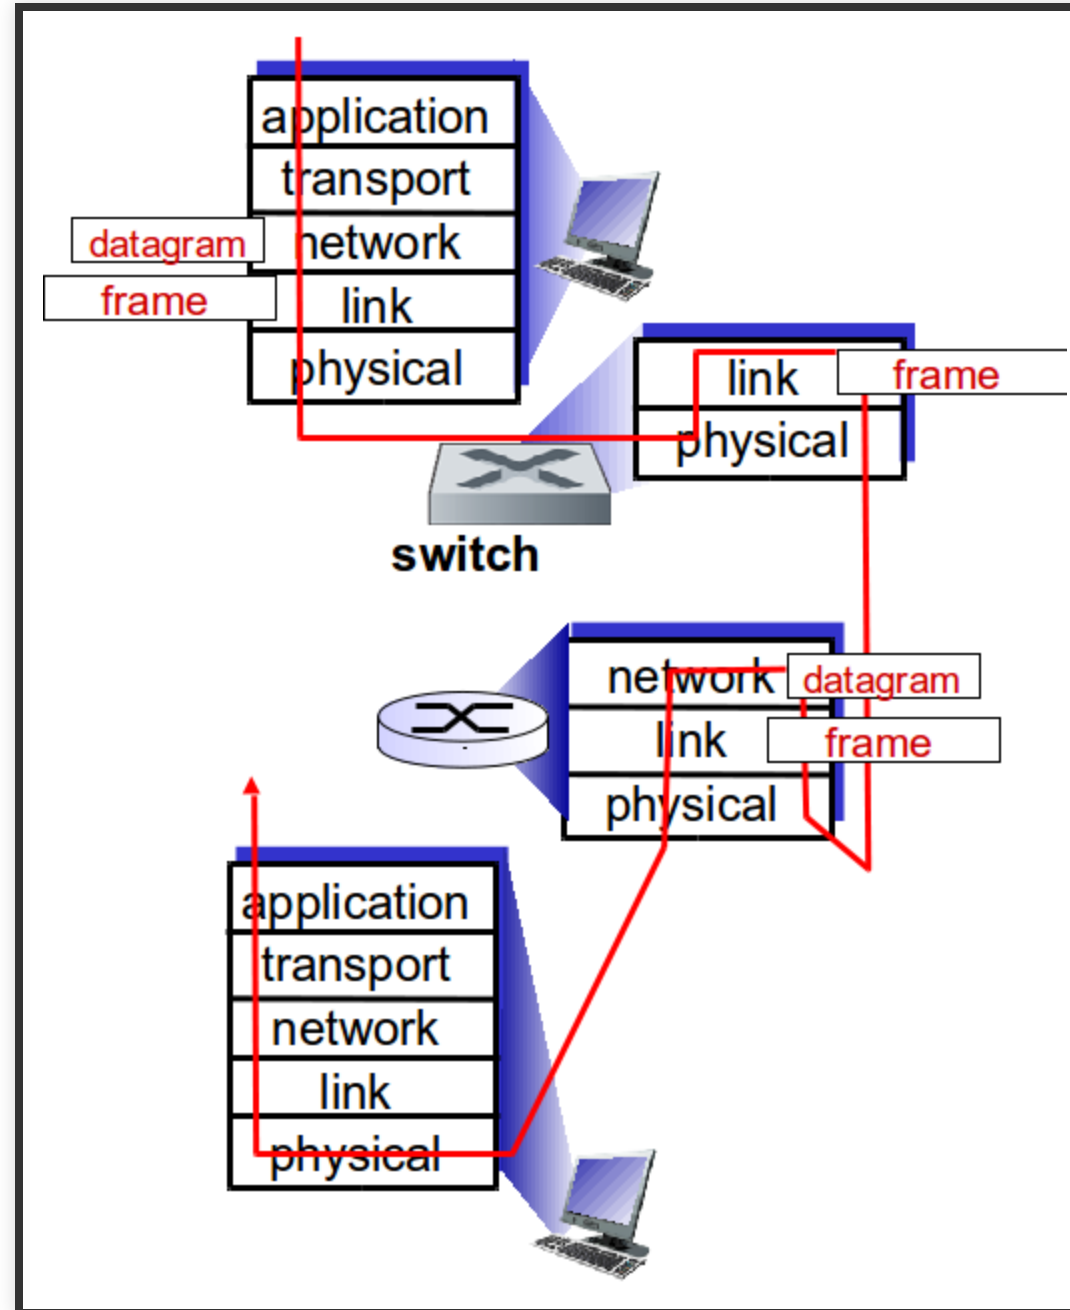 application
transport
datagram
network
frame
link
physical
link
frame
physical
switch
network
datagram
link
frame
physical
application
transport
network
link
physical